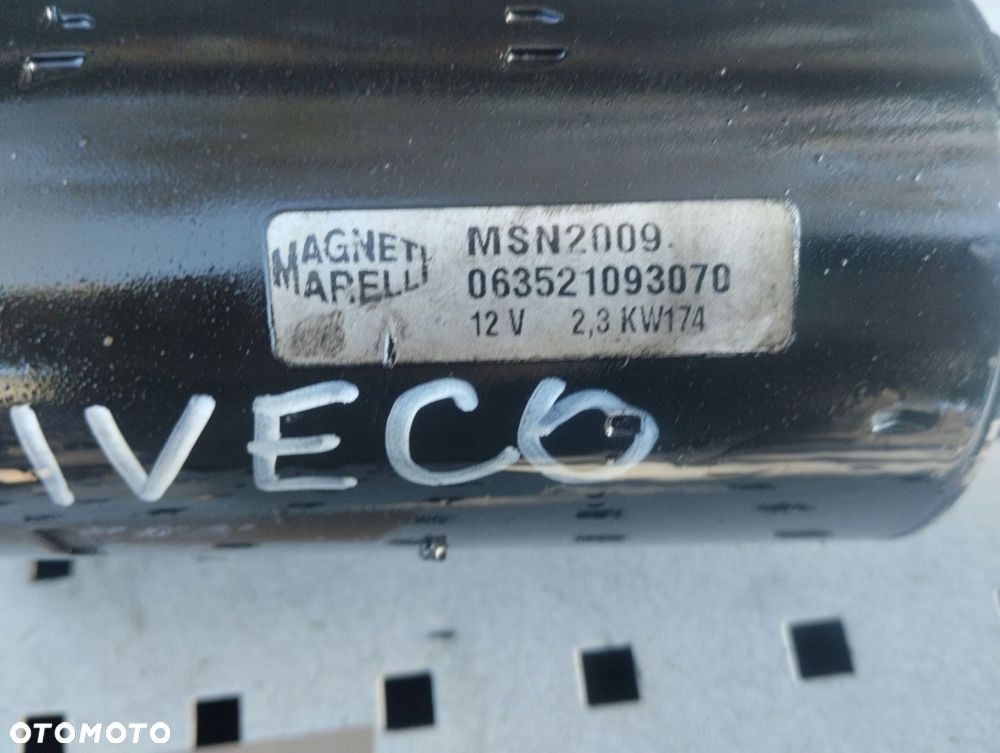 MAGNETI
MARELLI
MSN2009
063521093070
12 V 2,3 KW174
IVECO
OTOMOTO